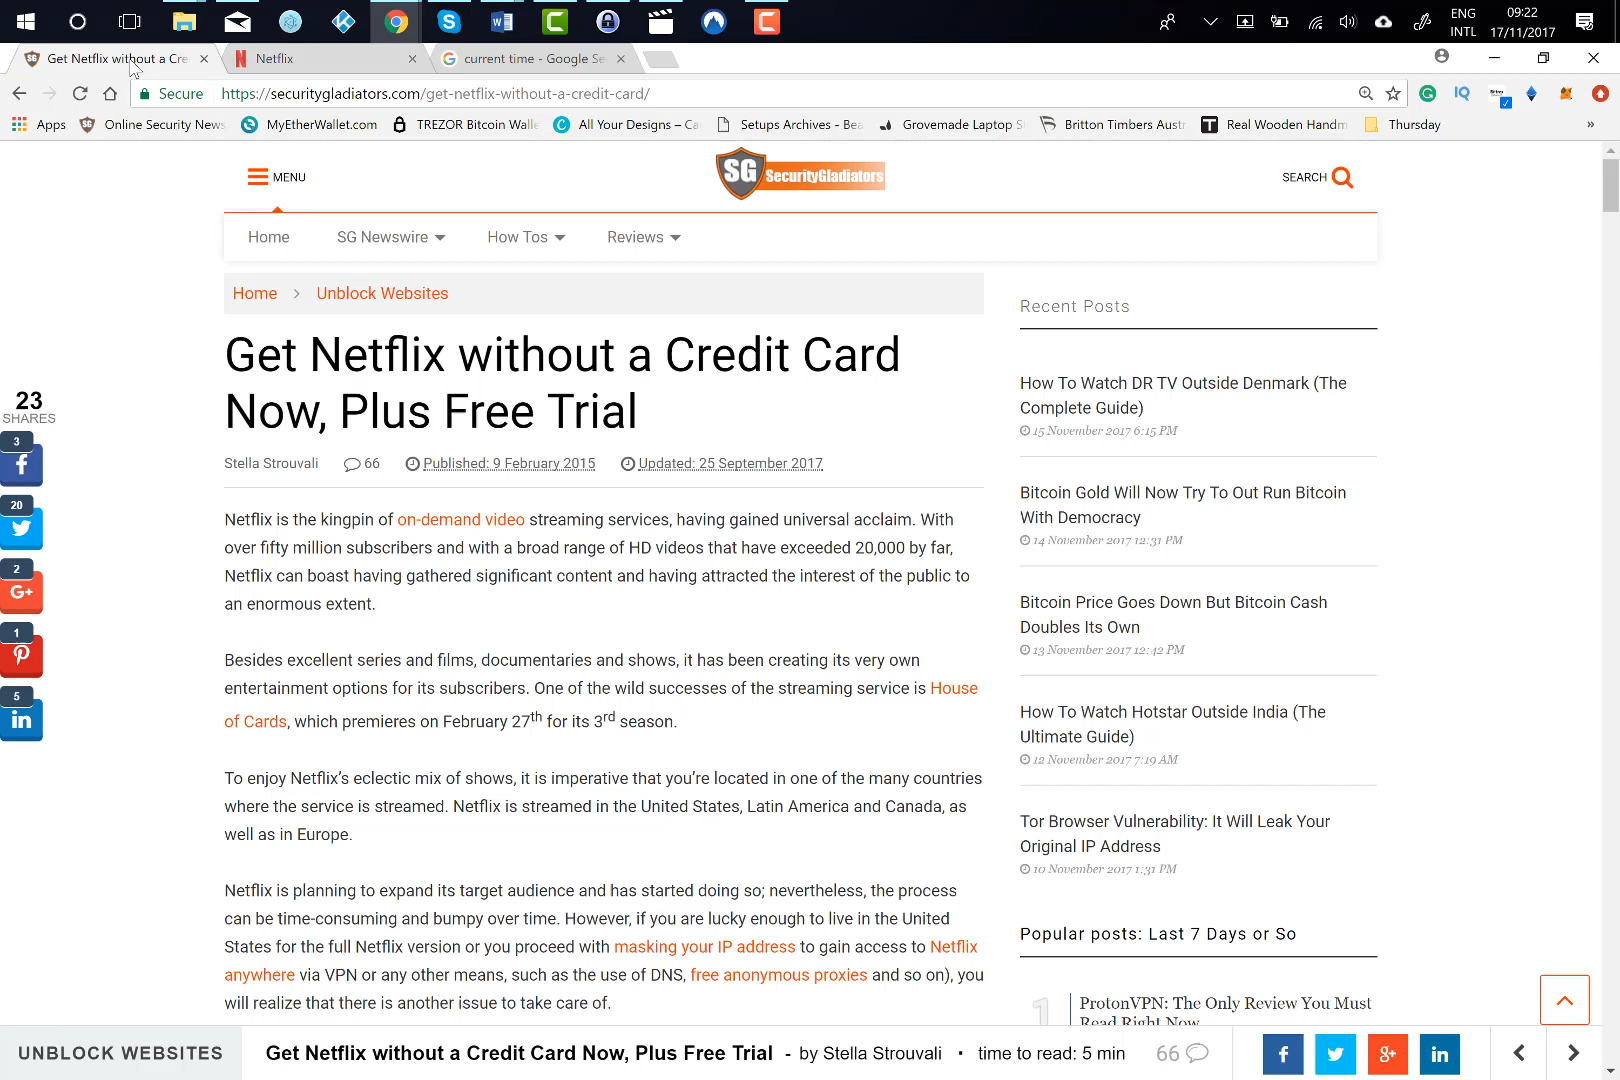 ENG
INTL
09:22
17/11/2017
Get Netflix without a Cre
Netflix
current time - Google Se
Secure
https://securitygladiators.com/get-netflix-without-a-credit-card/
Apps
Online Security News
MyEtherWallet.com
TREZOR Bitcoin Walle
All Your Designs – Ca
Setups Archives - Bea
Grovemade Laptop S
Britton Timbers Austr
Real Wooden Handm
Thursday
MENU
SG SecurityGladiators
SEARCH
Home
SG Newswire
How Tos
Reviews
Home > Unblock Websites
Get Netflix without a Credit Card
Now, Plus Free Trial
Stella Strouvali
66
Published: 9 February 2015
Updated: 25 September 2017
23
SHARES
3
20
2
1
5
Netflix is the kingpin of on-demand video streaming services, having gained universal acclaim. With
over fifty million subscribers and with a broad range of HD videos that have exceeded 20,000 by far,
Netflix can boast having gathered significant content and having attracted the interest of the public to
an enormous extent.
Besides excellent series and films, documentaries and shows, it has been creating its very own
entertainment options for its subscribers. One of the wild successes of the streaming service is House
of Cards, which premieres on February 27th for its 3rd season.
To enjoy Netflix’s eclectic mix of shows, it is imperative that you’re located in one of the many countries
where the service is streamed. Netflix is streamed in the United States, Latin America and Canada, as
well as in Europe.
Netflix is planning to expand its target audience and has started doing so; nevertheless, the process
can be time-consuming and bumpy over time. However, if you are lucky enough to live in the United
States for the full Netflix version or you proceed with masking your IP address to gain access to Netflix
anywhere via VPN or any other means, such as the use of DNS, free anonymous proxies and so on), you
will realize that there is another issue to take care of.
Recent Posts
How To Watch DR TV Outside Denmark (The
Complete Guide)
15 November 2017 6:15 PM
Bitcoin Gold Will Now Try To Out Run Bitcoin
With Democracy
14 November 2017 12:31 PM
Bitcoin Price Goes Down But Bitcoin Cash
Doubles Its Own
13 November 2017 12:42 PM
How To Watch Hotstar Outside India (The
Ultimate Guide)
12 November 2017 7:19 AM
Tor Browser Vulnerability: It Will Leak Your
Original IP Address
10 November 2017 1:31 PM
Popular posts: Last 7 Days or So
1
ProtonVPN: The Only Review You Must
Read Right Now
UNBLOCK WEBSITES
Get Netflix without a Credit Card Now, Plus Free Trial - by Stella Strouvali · time to read: 5 min
66